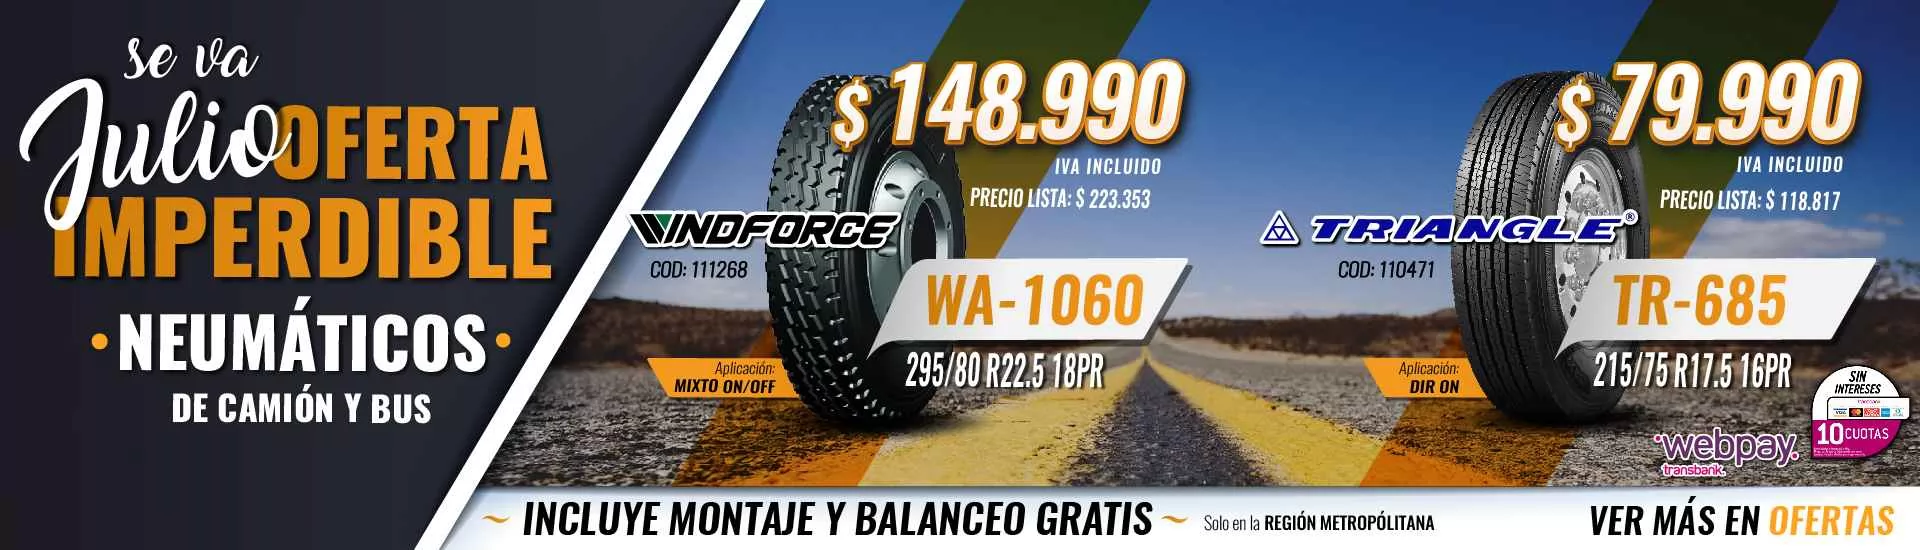 se va
Julio OFERTA
IMPERDIBLE
• NEUMÁTICOS •
DE CAMIÓN Y BUS
$ 148.990
IVA INCLUIDO
PRECIO LISTA: $ 223.353
WINDFORCE
COD: 111268
WA-1060
295/80 R22.5 18PR
Aplicación:
MIXTO ON/OFF
$ 79.990
IVA INCLUIDO
PRECIO LISTA: $ 118.817
TRIANGLE®
COD: 110471
TR-685
215/75 R17.5 16PR
Aplicación:
DIR ON
SIN
INTERESES
10 CUOTAS
webpay.
transbank.
~ INCLUYE MONTAJE Y BALANCEO GRATIS ~ Solo en la REGIÓN METROPÓLITANA
VER MÁS EN OFERTAS